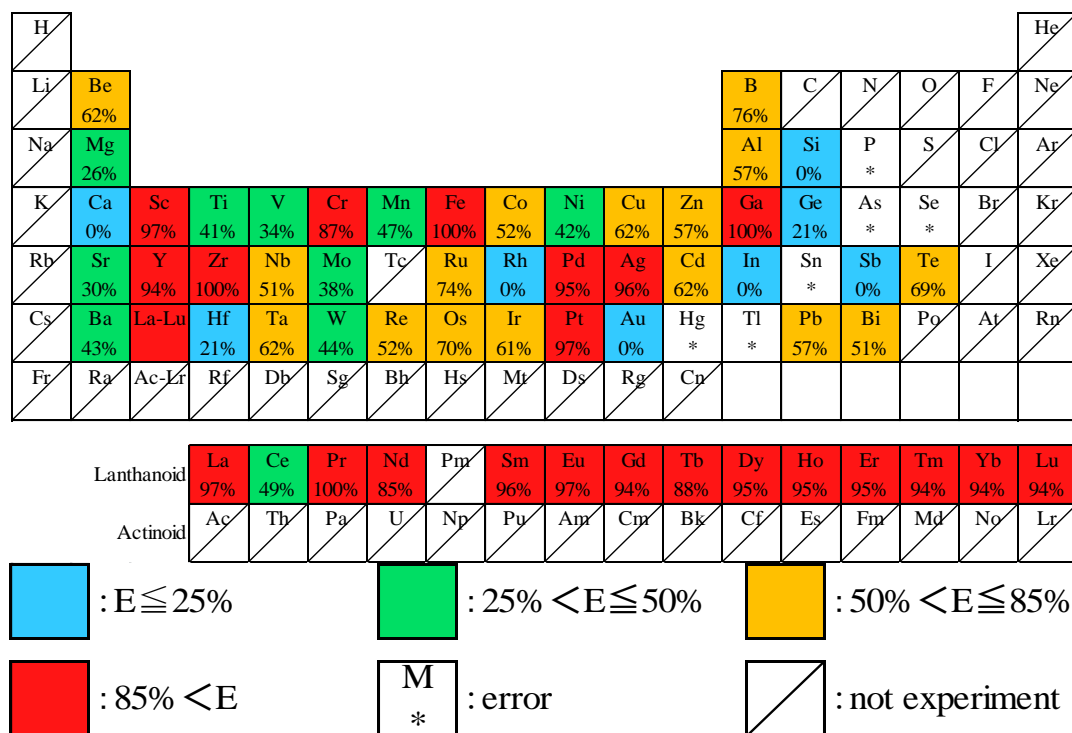 H He
Li Be B C N O F Ne
62% 76%
Na Mg Al Si P S Cl Ar
26% 57% 0% *
K Ca Sc Ti V Cr Mn Fe Co Ni Cu Zn Ga Ge As Se Br Kr
0% 97% 41% 34% 87% 47% 100% 52% 42% 62% 57% 100% 21% * *
Rb Sr Y Zr Nb Mo Tc Ru Rh Pd Ag Cd In Sn Sb Te I Xe
30% 94% 100% 51% 38% 74% 0% 95% 96% 62% 0% * 0% 69%
Cs Ba La-Lu Hf Ta W Re Os Ir Pt Au Hg Tl Pb Bi Po At Rn
43% 21% 62% 44% 52% 70% 61% 97% 0% * * 57% 51%
Fr Ra Ac-Lr Rf Db Sg Bh Hs Mt Ds Rg Cn
Lanthanoid La Ce Pr Nd Pm Sm Eu Gd Tb Dy Ho Er Tm Yb Lu
97% 49% 100% 85% 96% 97% 94% 88% 95% 95% 95% 94% 94% 94%
Actinoid Ac Th Pa U Np Pu Am Cm Bk Cf Es Fm Md No Lr
: E≦25% : 25% <E≦50% : 50% <E≦85%
: 85% <E M : error : not experiment
*